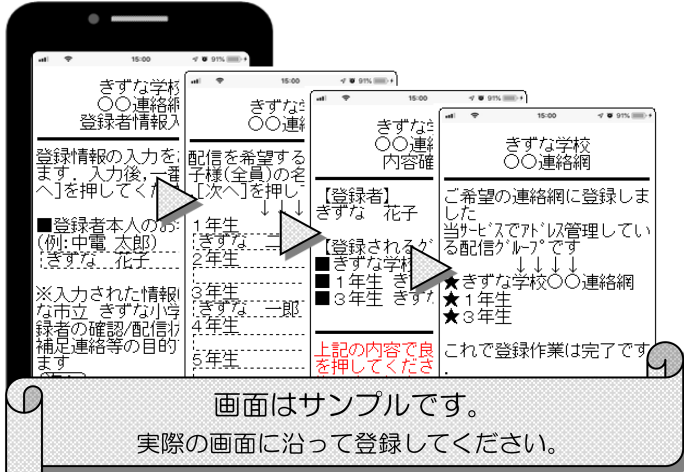 15:00
きずな学校
○○連絡網
登録者情報入
登録情報の入力を
ます．入力後,一番
へ]を押してくだ
■登録者本人のお
(例:中電 太郎)
きずな 花子
※入力された情報
な市立 きずな小学
録者の確認/配信状
補足連絡等の目的
ます
15:00
91%
きずな
○○連
配信を希望する
子様(全員)の名
[次へ]を押し
↓↓↓
1年生
きずな 一
2年生
3年生
きずな 一郎
4年生
5年生
15:00
91%
きずな
○○連
内容確
【登録者】
きずな 花子
【登録されるグ
■きずな学校
■1年生 き
■3年生 きず
上記の内容で良
を押してくださ
15:00
91%
きずな学校
○○連絡網
ご希望の連絡網に登録しま
した
当ｻｰﾋﾞｽでｱﾄﾞﾚｽ管理してい
る配信ｸﾞﾙｰﾌﾟです
↓↓↓↓
★きずな学校○○連絡網
★1年生
★3年生
これで登録作業は完了です
画面はサンプルです。
実際の画面に沿って登録してください。